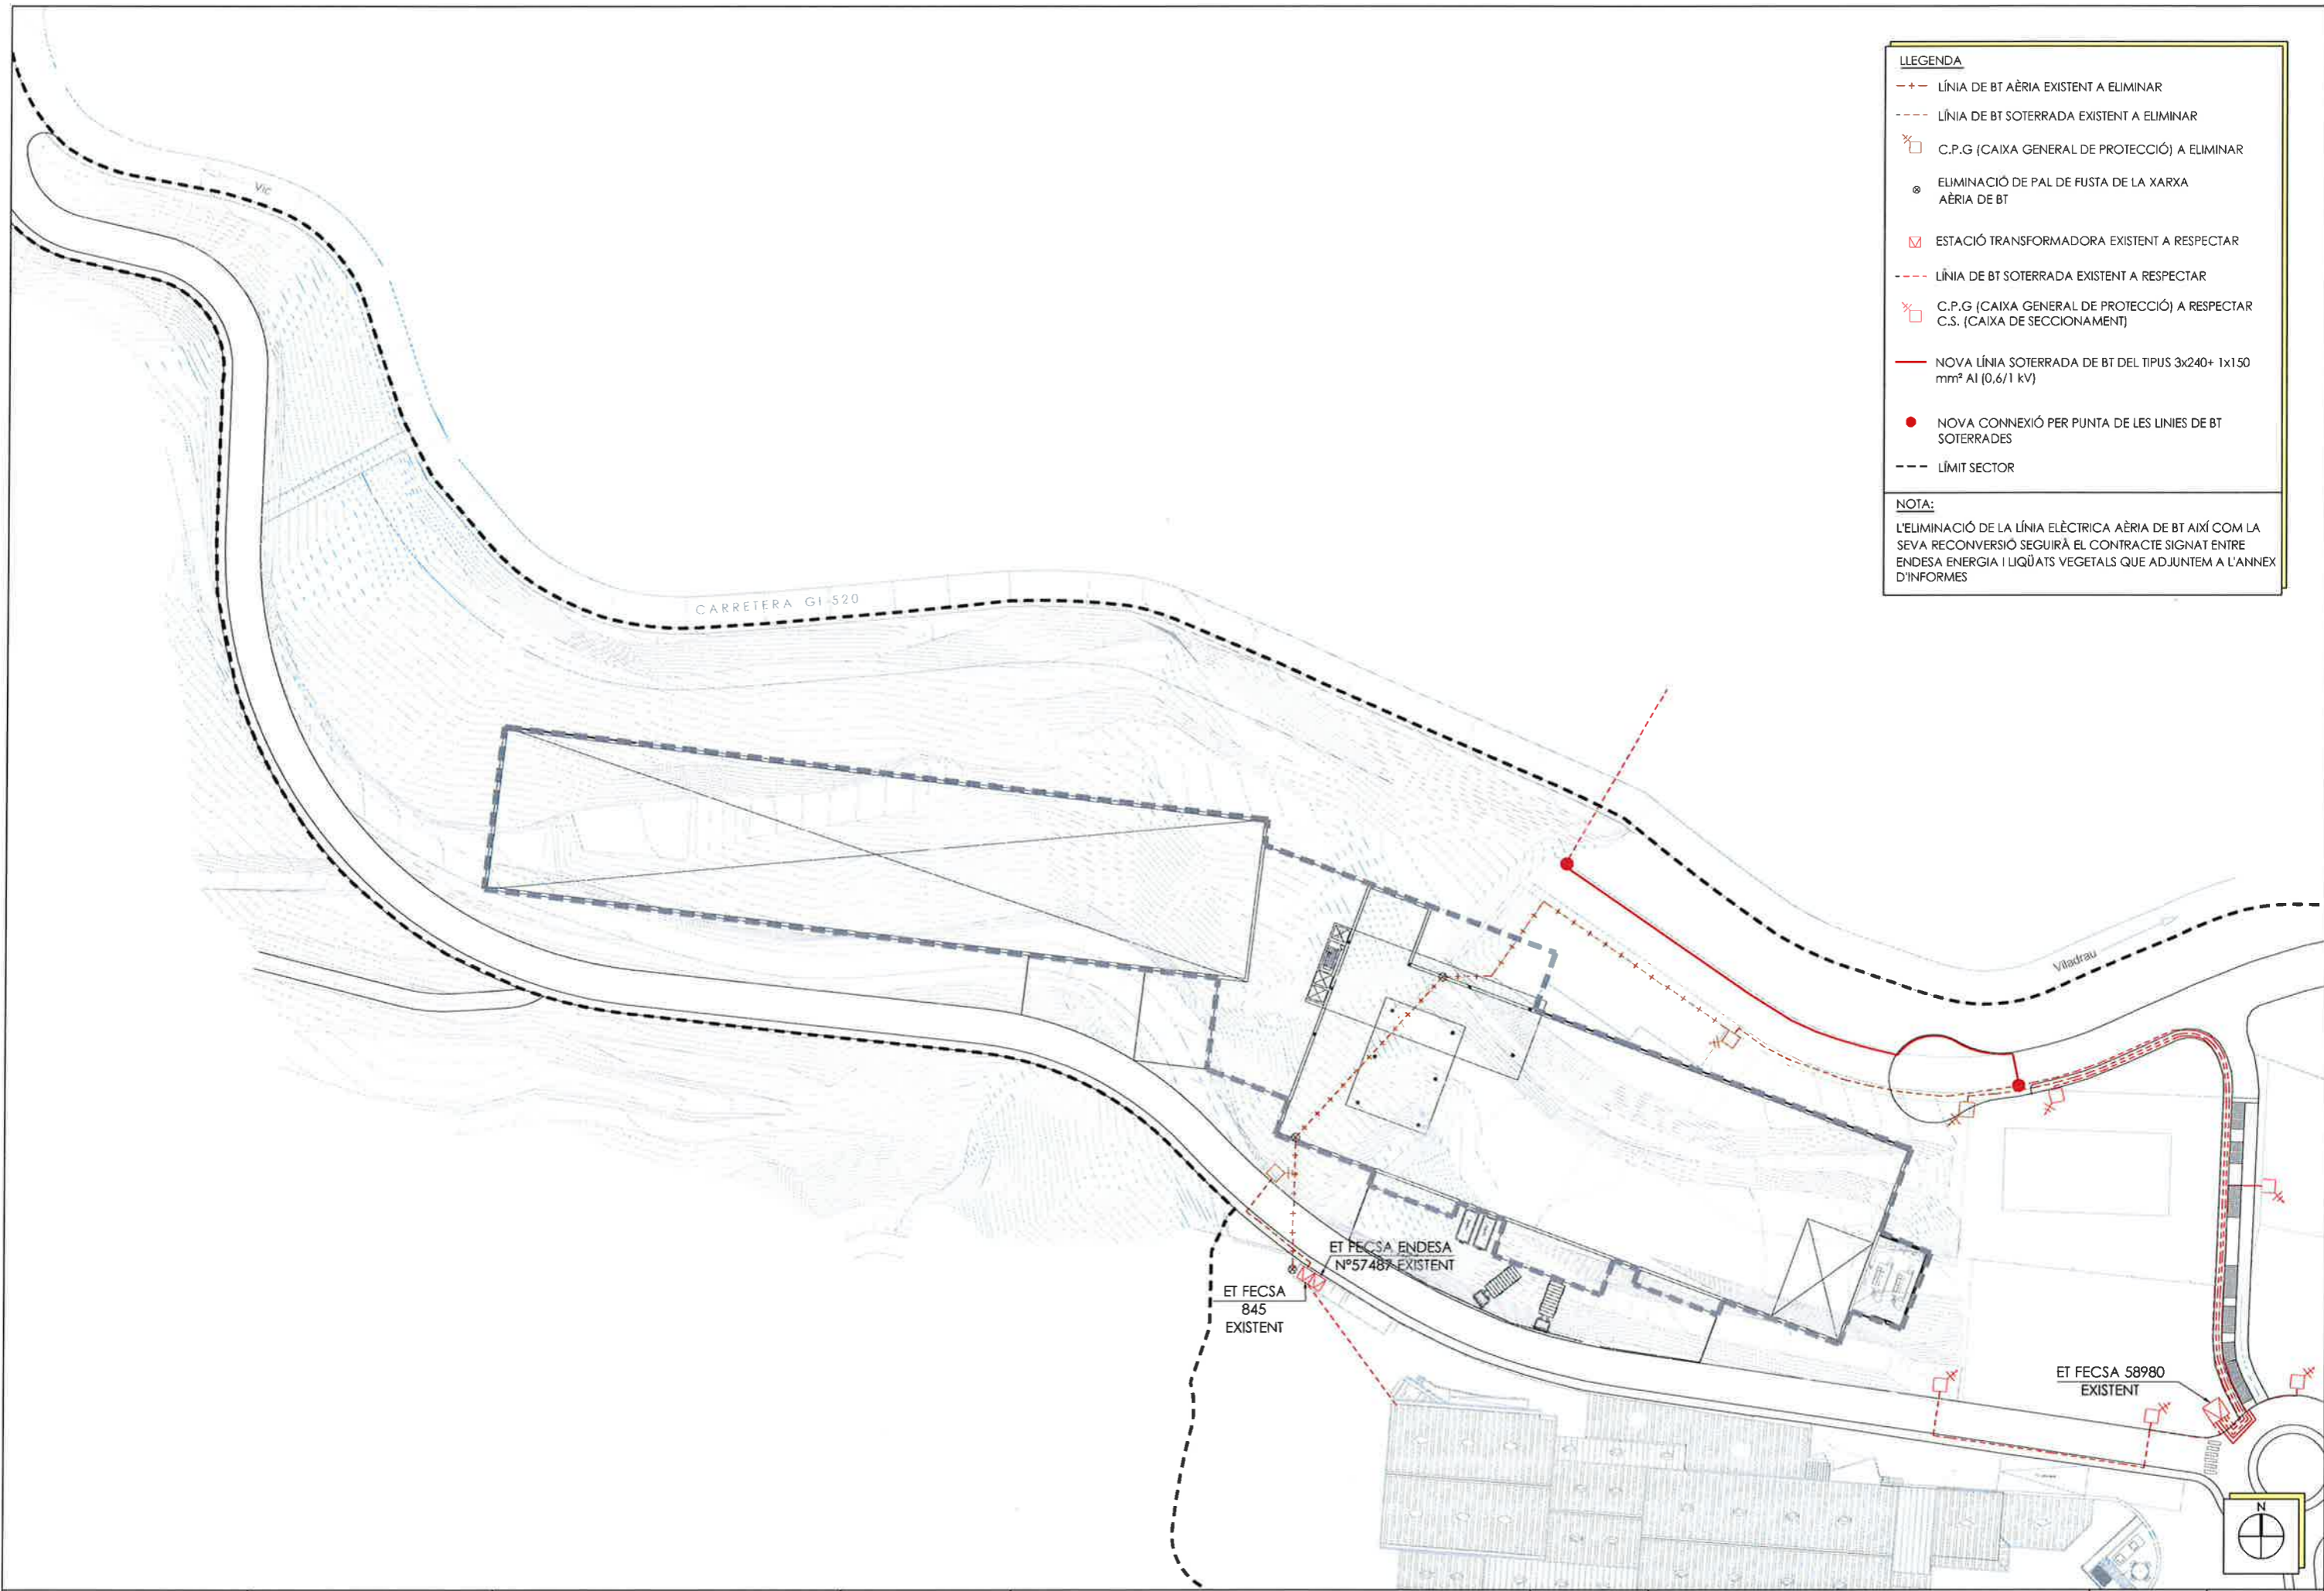 LLEGENDA
LÍNIA DE BT AÈRIA EXISTENT A ELIMINAR
LÍNIA DE BT SOTERRADA EXISTENT A ELIMINAR
C.P.G (CAIXA GENERAL DE PROTECCIÓ) A ELIMINAR
ELIMINACIÓ DE PAL DE FUSTA DE LA XARXA
AÈRIA DE BT
ESTACIÓ TRANSFORMADORA EXISTENT A RESPECTAR
LÍNIA DE BT SOTERRADA EXISTENT A RESPECTAR
C.P.G (CAIXA GENERAL DE PROTECCIÓ) A RESPECTAR
C.S. (CAIXA DE SECCIONAMENT)
NOVA LÍNIA SOTERRADA DE BT DEL TIPUS 3x240+ 1x150
mm² Al (0,6/1 kV)
NOVA CONNEXIÓ PER PUNTA DE LES LINIES DE BT
SOTERRADES
LÍMIT SECTOR
NOTA:
L'ELIMINACIÓ DE LA LÍNIA ELÈCTRICA AÈRIA DE BT AIXÍ COM LA
SEVA RECONVERSIÓ SEGUIRÀ EL CONTRACTE SIGNAT ENTRE
ENDESA ENERGIA I LIQÜATS VEGETALS QUE ADJUNTEM A L'ANNEX
D'INFORMES
Vic
CARRETERA GI-520
Viladrau
ET FECSA ENDESA
Nº57487 EXISTENT
ET FECSA
845
EXISTENT
ET FECSA 58980
EXISTENT
N